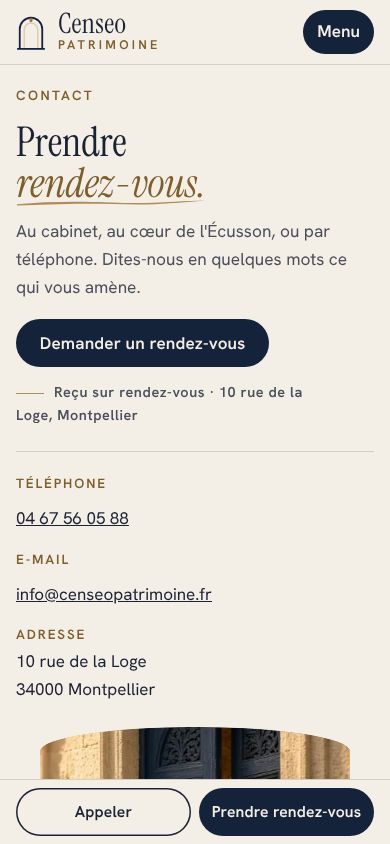 Censeo
PATRIMOINE
Menu
CONTACT
Prendre
rendez-vous.
Au cabinet, au cœur de l'Écusson, ou par
téléphone. Dites-nous en quelques mots ce
qui vous amène.
Demander un rendez-vous
Reçu sur rendez-vous · 10 rue de la
Loge, Montpellier
TÉLÉPHONE
04 67 56 05 88
E-MAIL
info@censeopatrimoine.fr
ADRESSE
10 rue de la Loge
34000 Montpellier
Appeler
Prendre rendez-vous